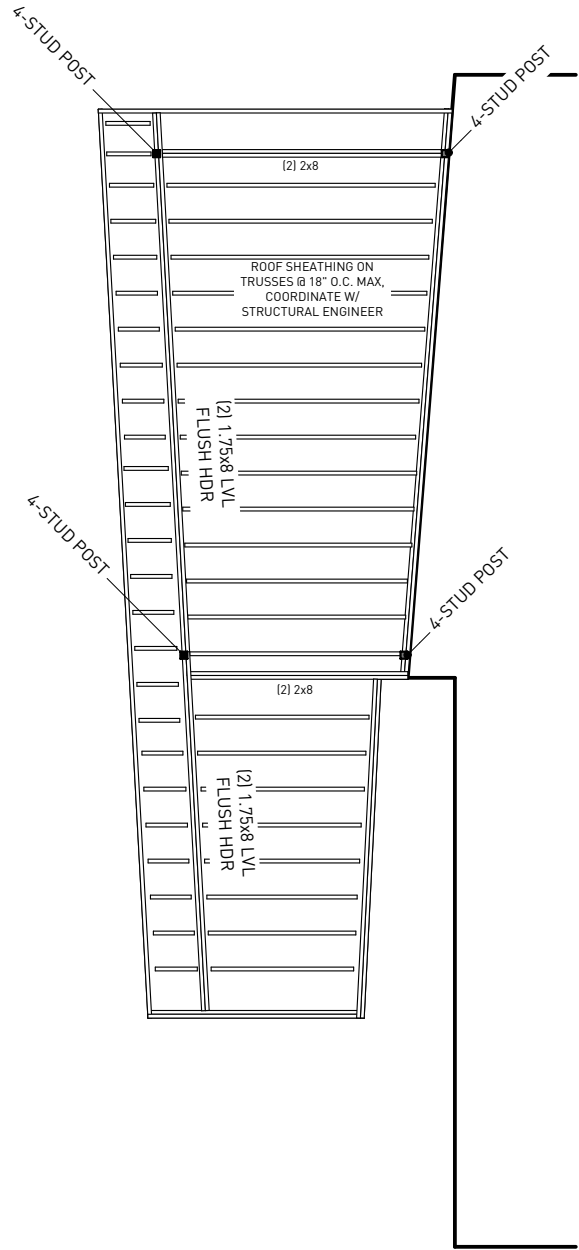 4-STUD POST
4-STUD POST
(2) 2x8
ROOF SHEATHING ON
TRUSSES @ 18" O.C. MAX,
COORDINATE W/
STRUCTURAL ENGINEER
(2) 1.75x8 LVL
FLUSH HDR
4-STUD POST
4-STUD POST
(2) 2x8
(2) 1.75x8 LVL
FLUSH HDR